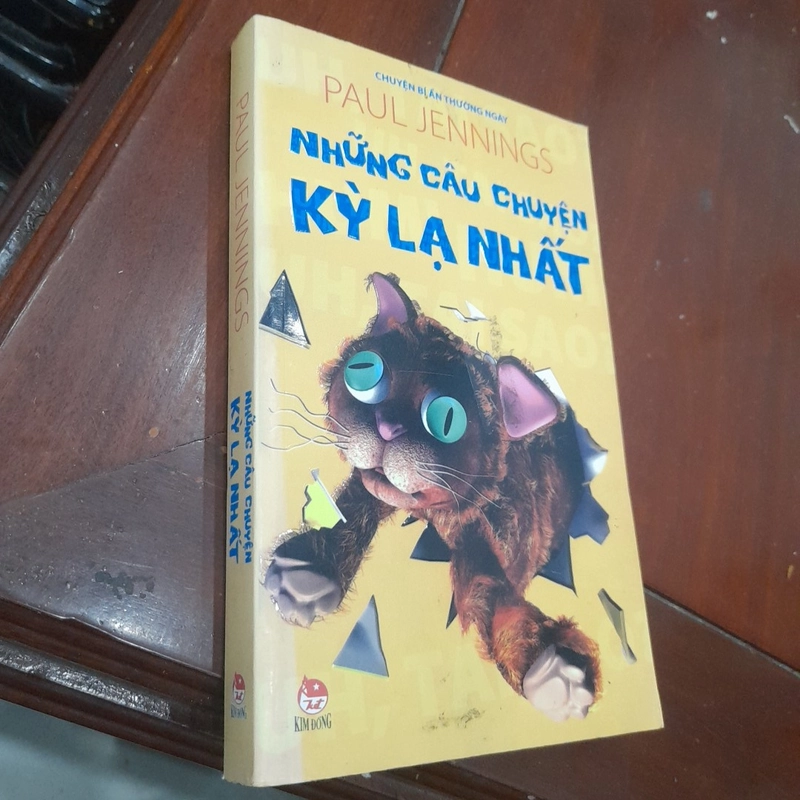 CHUYỆN BÍ ẨN THƯỜNG NGÀY
PAUL JENNINGS
NHỮNG CÂU CHUYỆN
KỲ LẠ NHẤT
KIM ĐỒNG
PAUL JENNINGS
NHỮNG CÂU CHUYỆN
KỲ LẠ NHẤT
KIM ĐỒNG